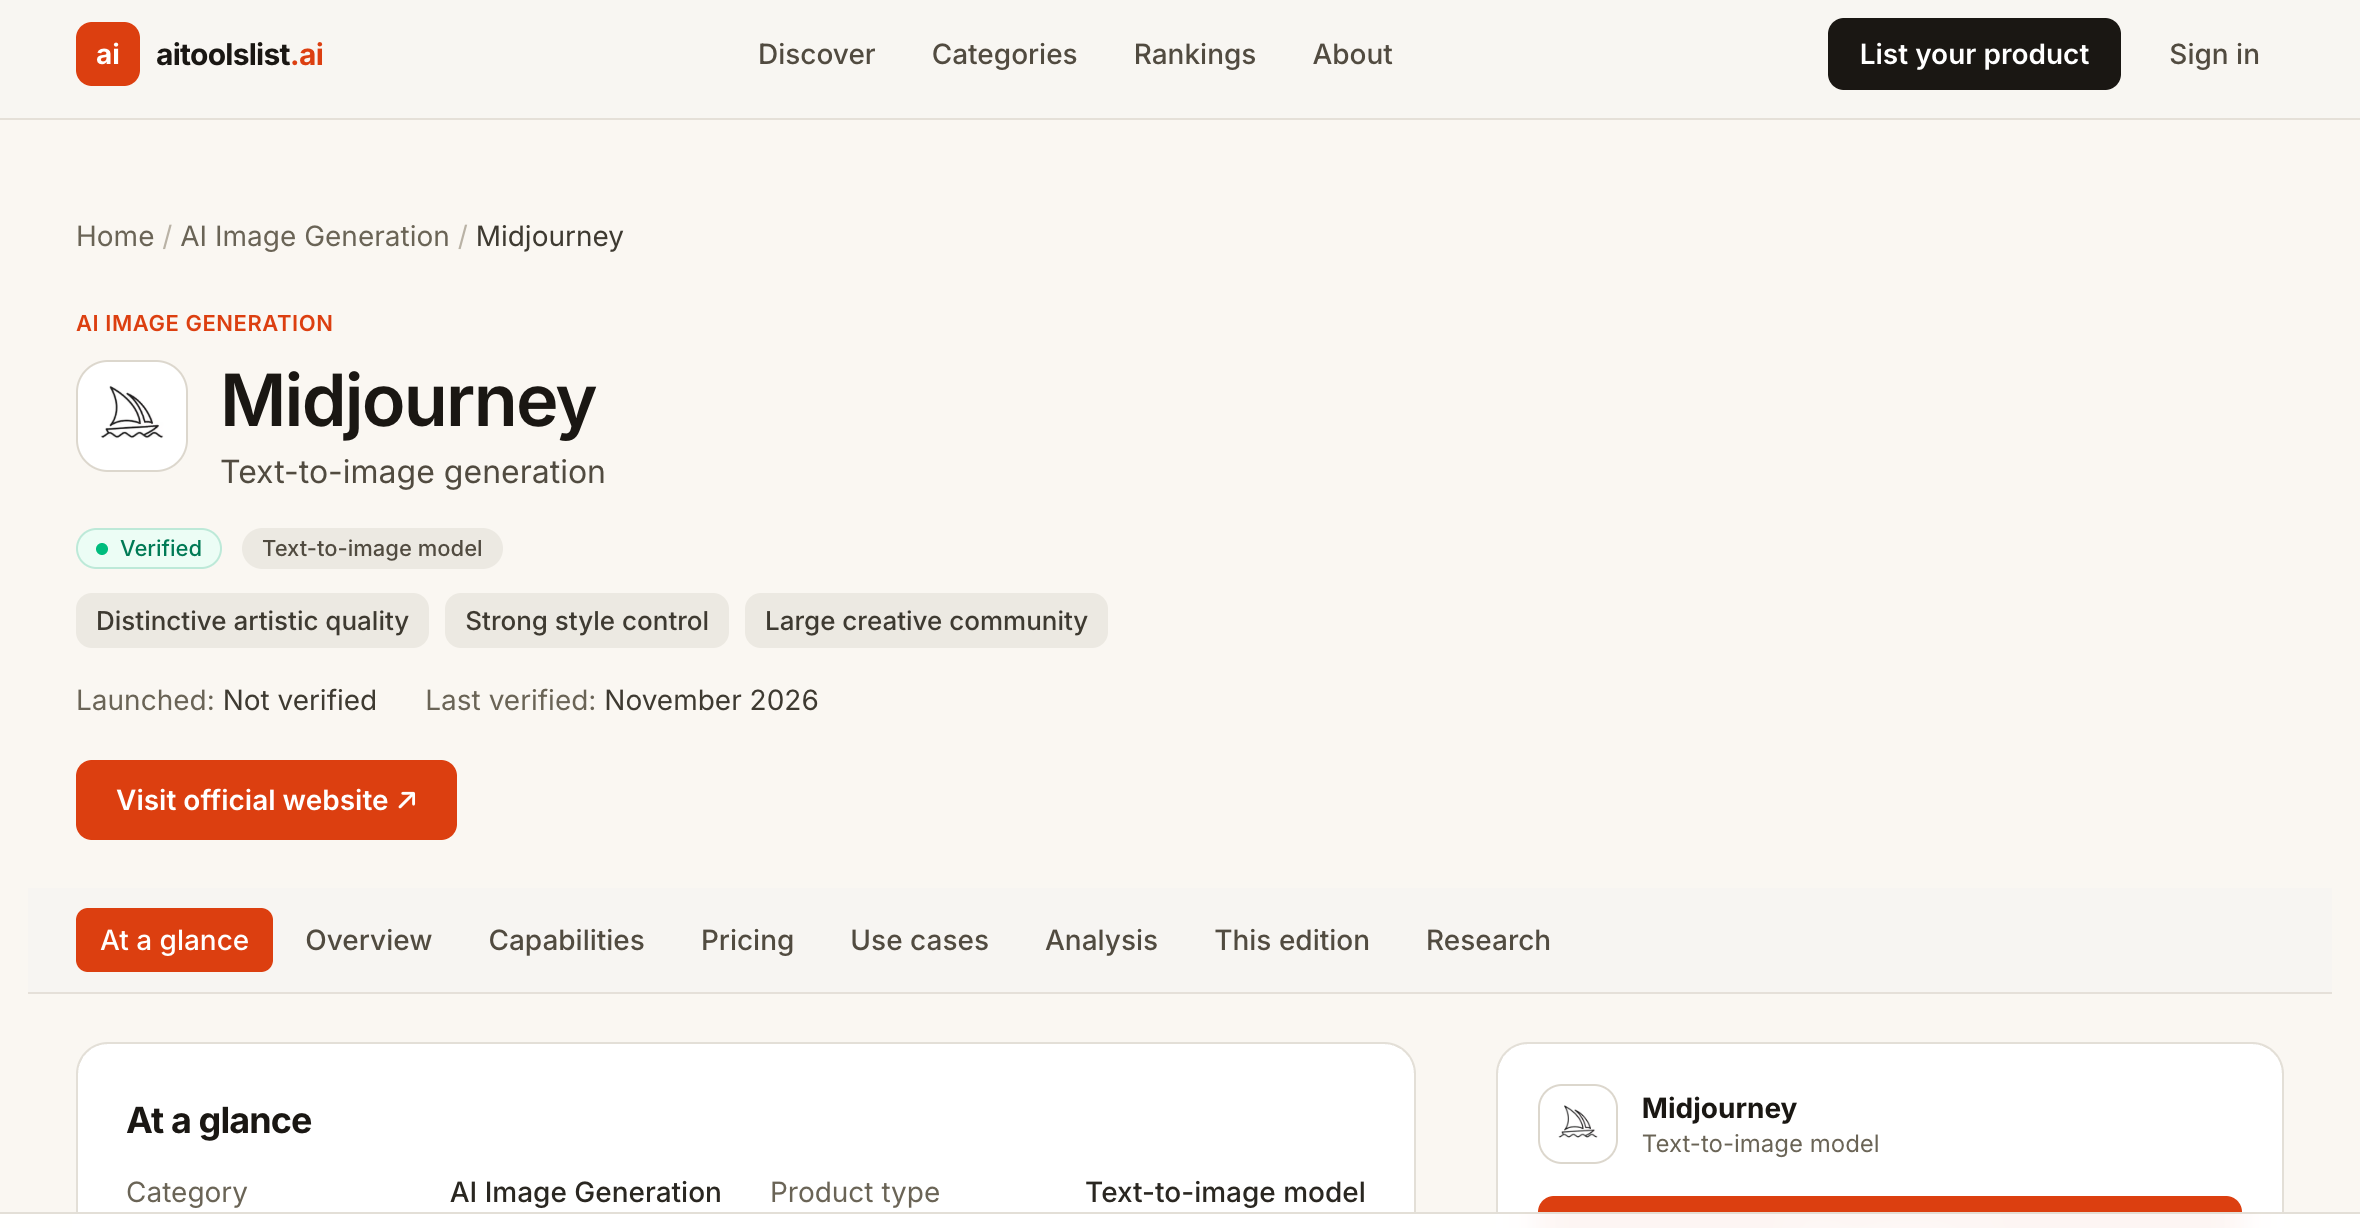 ai aitoolslist.ai Discover Categories Rankings About List your product Sign in
Home / AI Image Generation / Midjourney
AI IMAGE GENERATION
Midjourney
Text-to-image generation
Verified Text-to-image model
Distinctive artistic quality Strong style control Large creative community
Launched: Not verified Last verified: November 2026
Visit official website ↗
At a glance Overview Capabilities Pricing Use cases Analysis This edition Research
At a glance
Category AI Image Generation Product type Text-to-image model
Midjourney
Text-to-image model